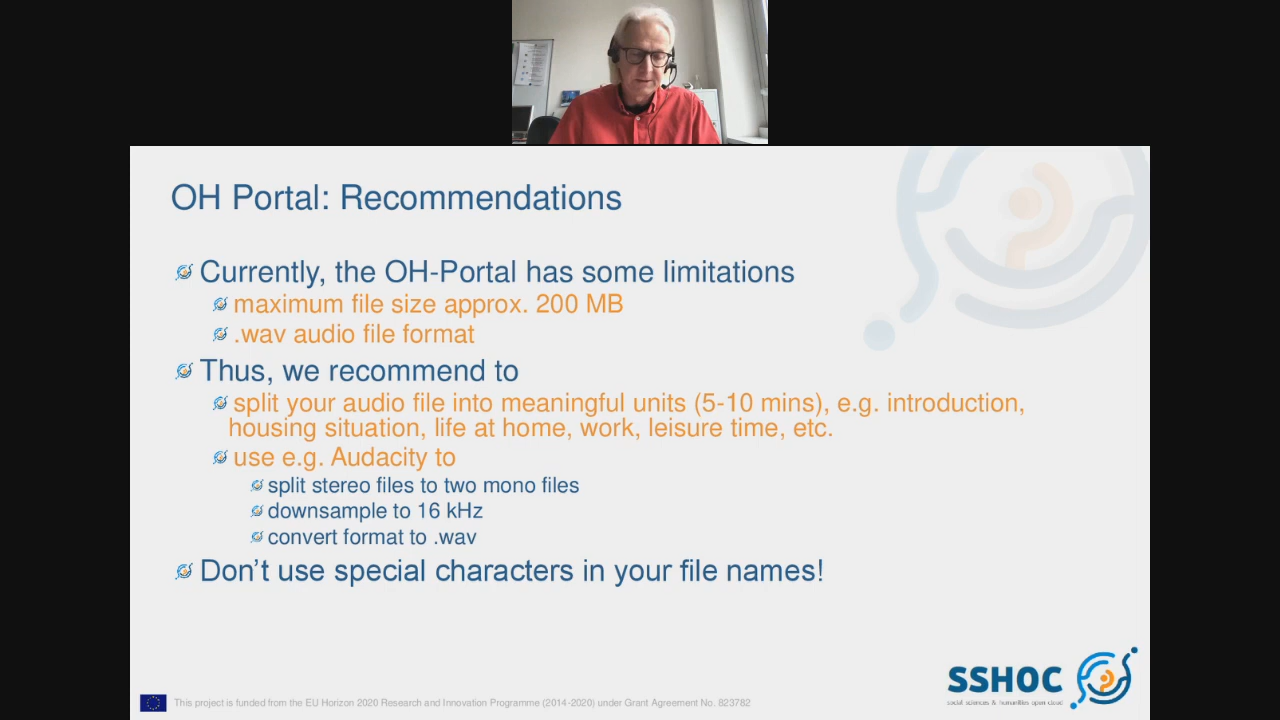 OH Portal: Recommendations
Currently, the OH-Portal has some limitations
maximum file size approx. 200 MB
.wav audio file format
Thus, we recommend to
split your audio file into meaningful units (5-10 mins), e.g. introduction,
housing situation, life at home, work, leisure time, etc.
use e.g. Audacity to
split stereo files to two mono files
downsample to 16 kHz
convert format to .wav
Don’t use special characters in your file names!
SSHOC
social sciences & humanities open cloud
This project is funded from the EU Horizon 2020 Research and Innovation Programme (2014-2020) under Grant Agreement No. 823782